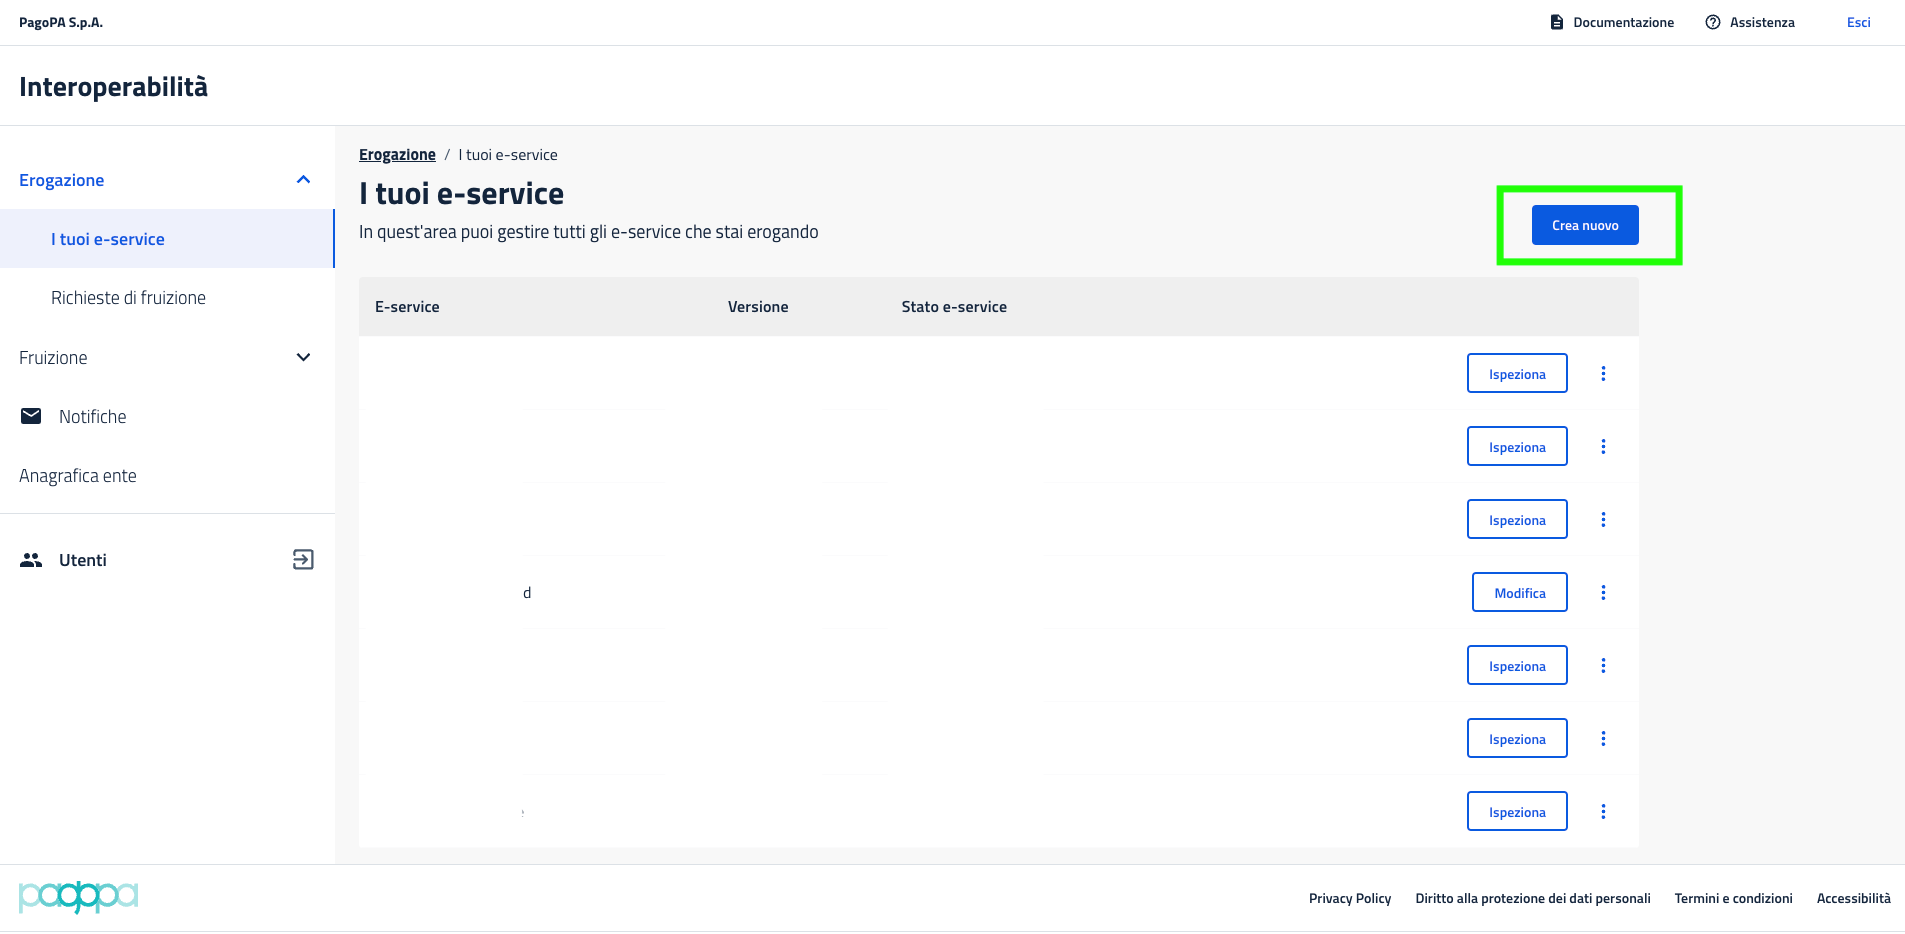 PagoPA S.p.A.
Documentazione
Assistenza
Esci
Interoperabilità
Erogazione
I tuoi e-service
Richieste di fruizione
Fruizione
Notifiche
Anagrafica ente
Utenti
Erogazione / I tuoi e-service
I tuoi e-service
In quest'area puoi gestire tutti gli e-service che stai erogando
Crea nuovo
E-service Versione Stato e-service
Ispeziona
Ispeziona
Ispeziona
d Modifica
Ispeziona
Ispeziona
Ispeziona
pagopa
Privacy Policy Diritto alla protezione dei dati personali Termini e condizioni Accessibilità